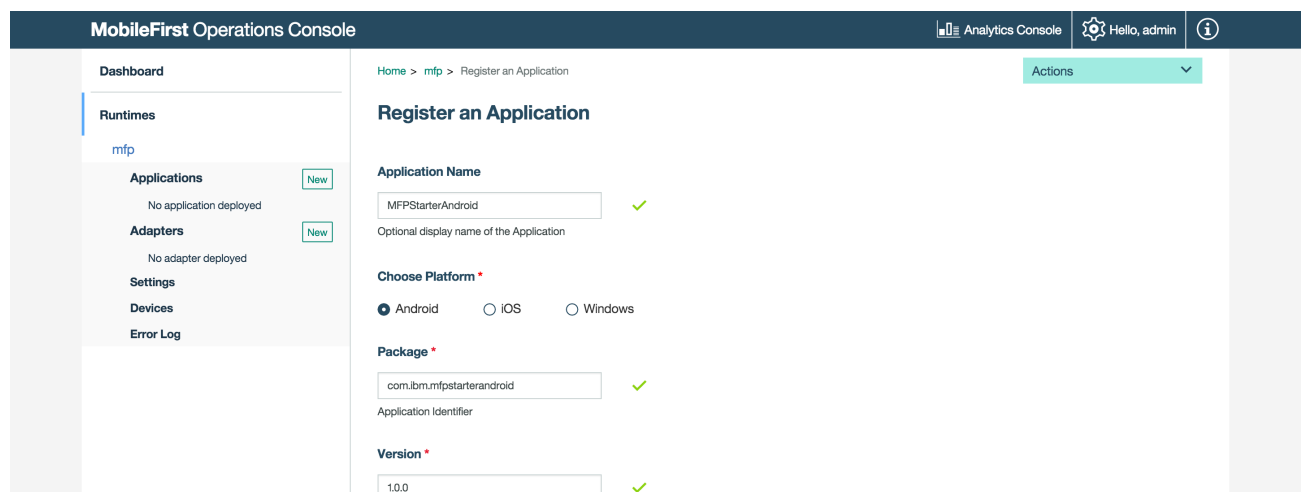 MobileFirst Operations Console
Analytics Console
Hello, admin
Dashboard
Runtimes
mfp
Applications New
No application deployed
Adapters New
No adapter deployed
Settings
Devices
Error Log
Home > mfp > Register an Application
Actions
Register an Application
Application Name
MFPStarterAndroid
Optional display name of the Application
Choose Platform *
Android iOS Windows
Package *
com.ibm.mfpstarterandroid
Application Identifier
Version *
1.0.0